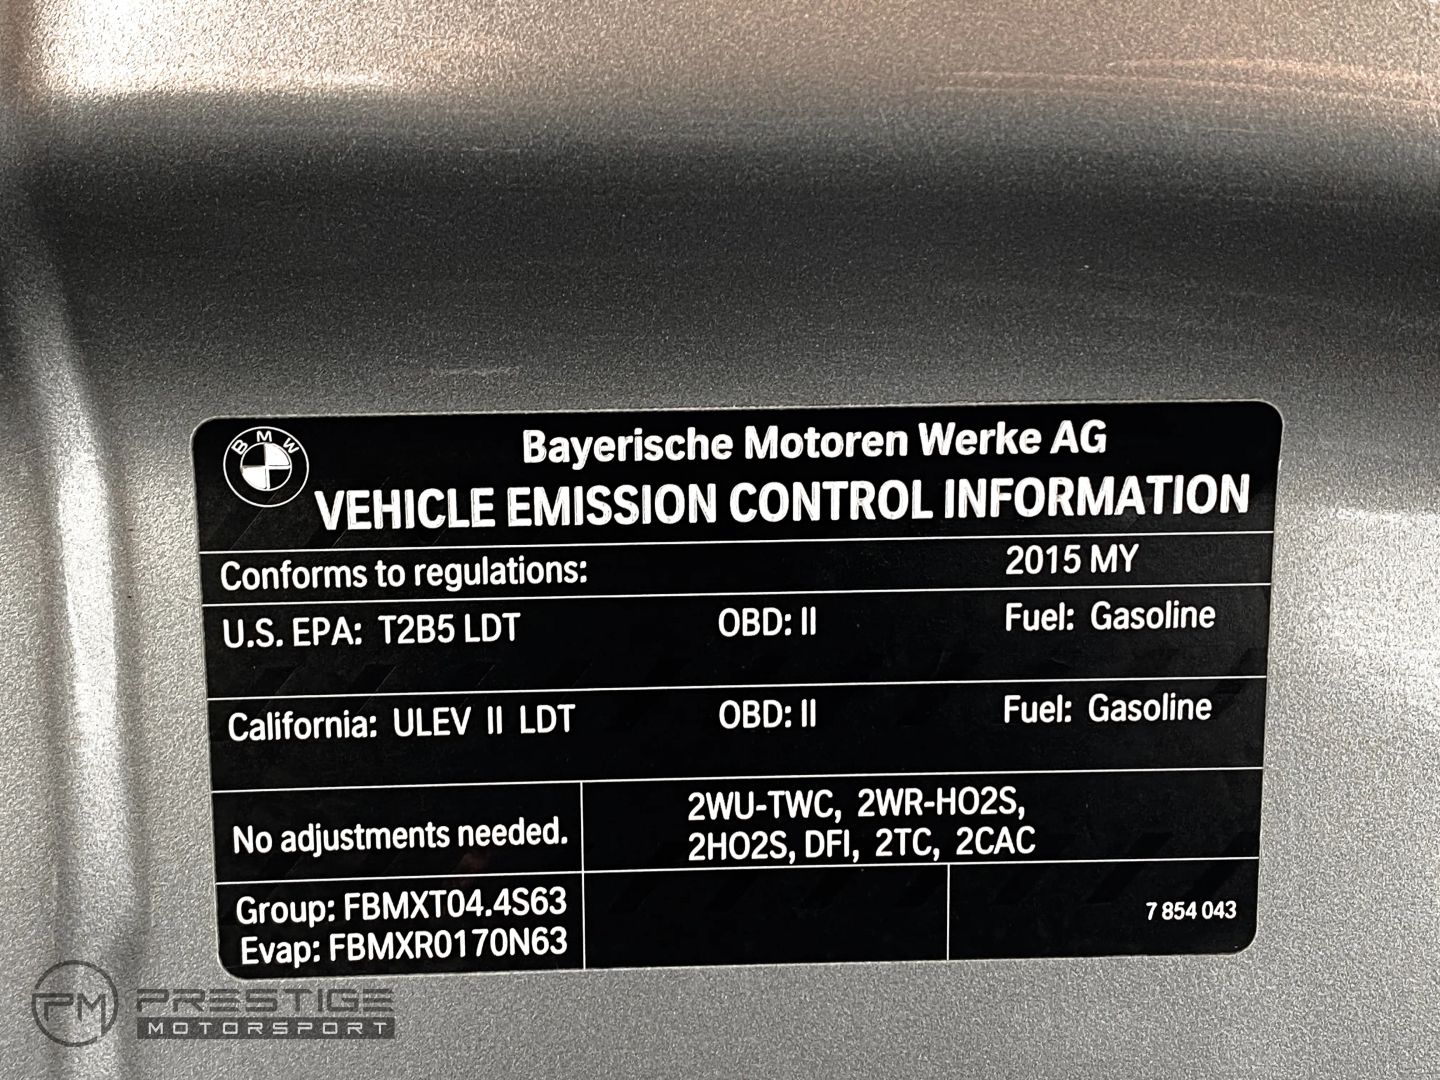 BMW
Bayerische Motoren Werke AG
VEHICLE EMISSION CONTROL INFORMATION
Conforms to regulations: 2015 MY
U.S. EPA: T2B5 LDT OBD: II Fuel: Gasoline
California: ULEV II LDT OBD: II Fuel: Gasoline
No adjustments needed.
2WU-TWC, 2WR-HO2S,
2HO2S, DFI, 2TC, 2CAC
Group: FBMXT04.4S63
Evap: FBMXR0170N63
7 854 043
PM PRESTIGE
MOTORSPORT